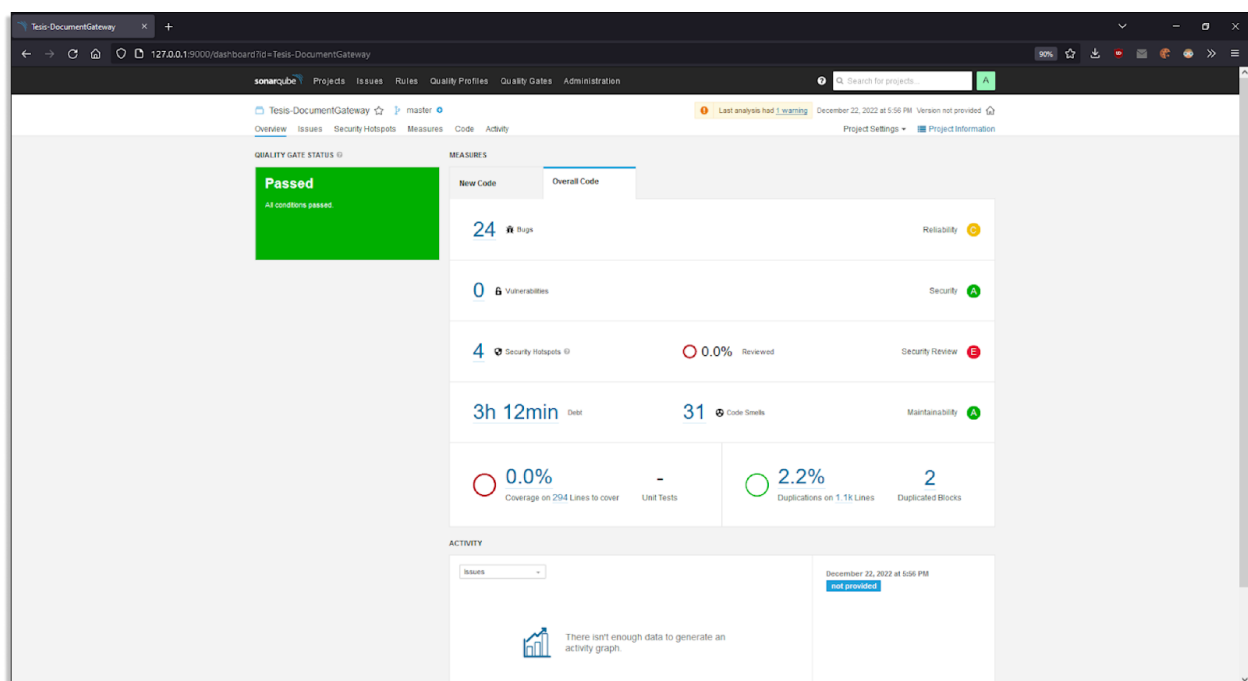 Tesis-DocumentGateway
127.0.0.1:9000/dashboard?id=Tesis-DocumentGateway
90%
sonarqube Projects Issues Rules Quality Profiles Quality Gates Administration
Search for projects...
A
Tesis-DocumentGateway master
Last analysis had 1 warning December 22, 2022 at 5:56 PM Version not provided
Overview Issues Security Hotspots Measures Code Activity
Project Settings Project Information
QUALITY GATE STATUS
MEASURES
Passed
All conditions passed.
New Code
Overall Code
24 Bugs
Reliability C
0 Vulnerabilities
Security A
4 Security Hotspots
0.0% Reviewed
Security Review E
3h 12min Debt
31 Code Smells
Maintainability A
0.0%
Coverage on 294 Lines to cover
-
Unit Tests
2.2%
Duplications on 1.1k Lines
2
Duplicated Blocks
ACTIVITY
Issues
December 22, 2022 at 5:56 PM
not provided
There isn't enough data to generate an
activity graph.